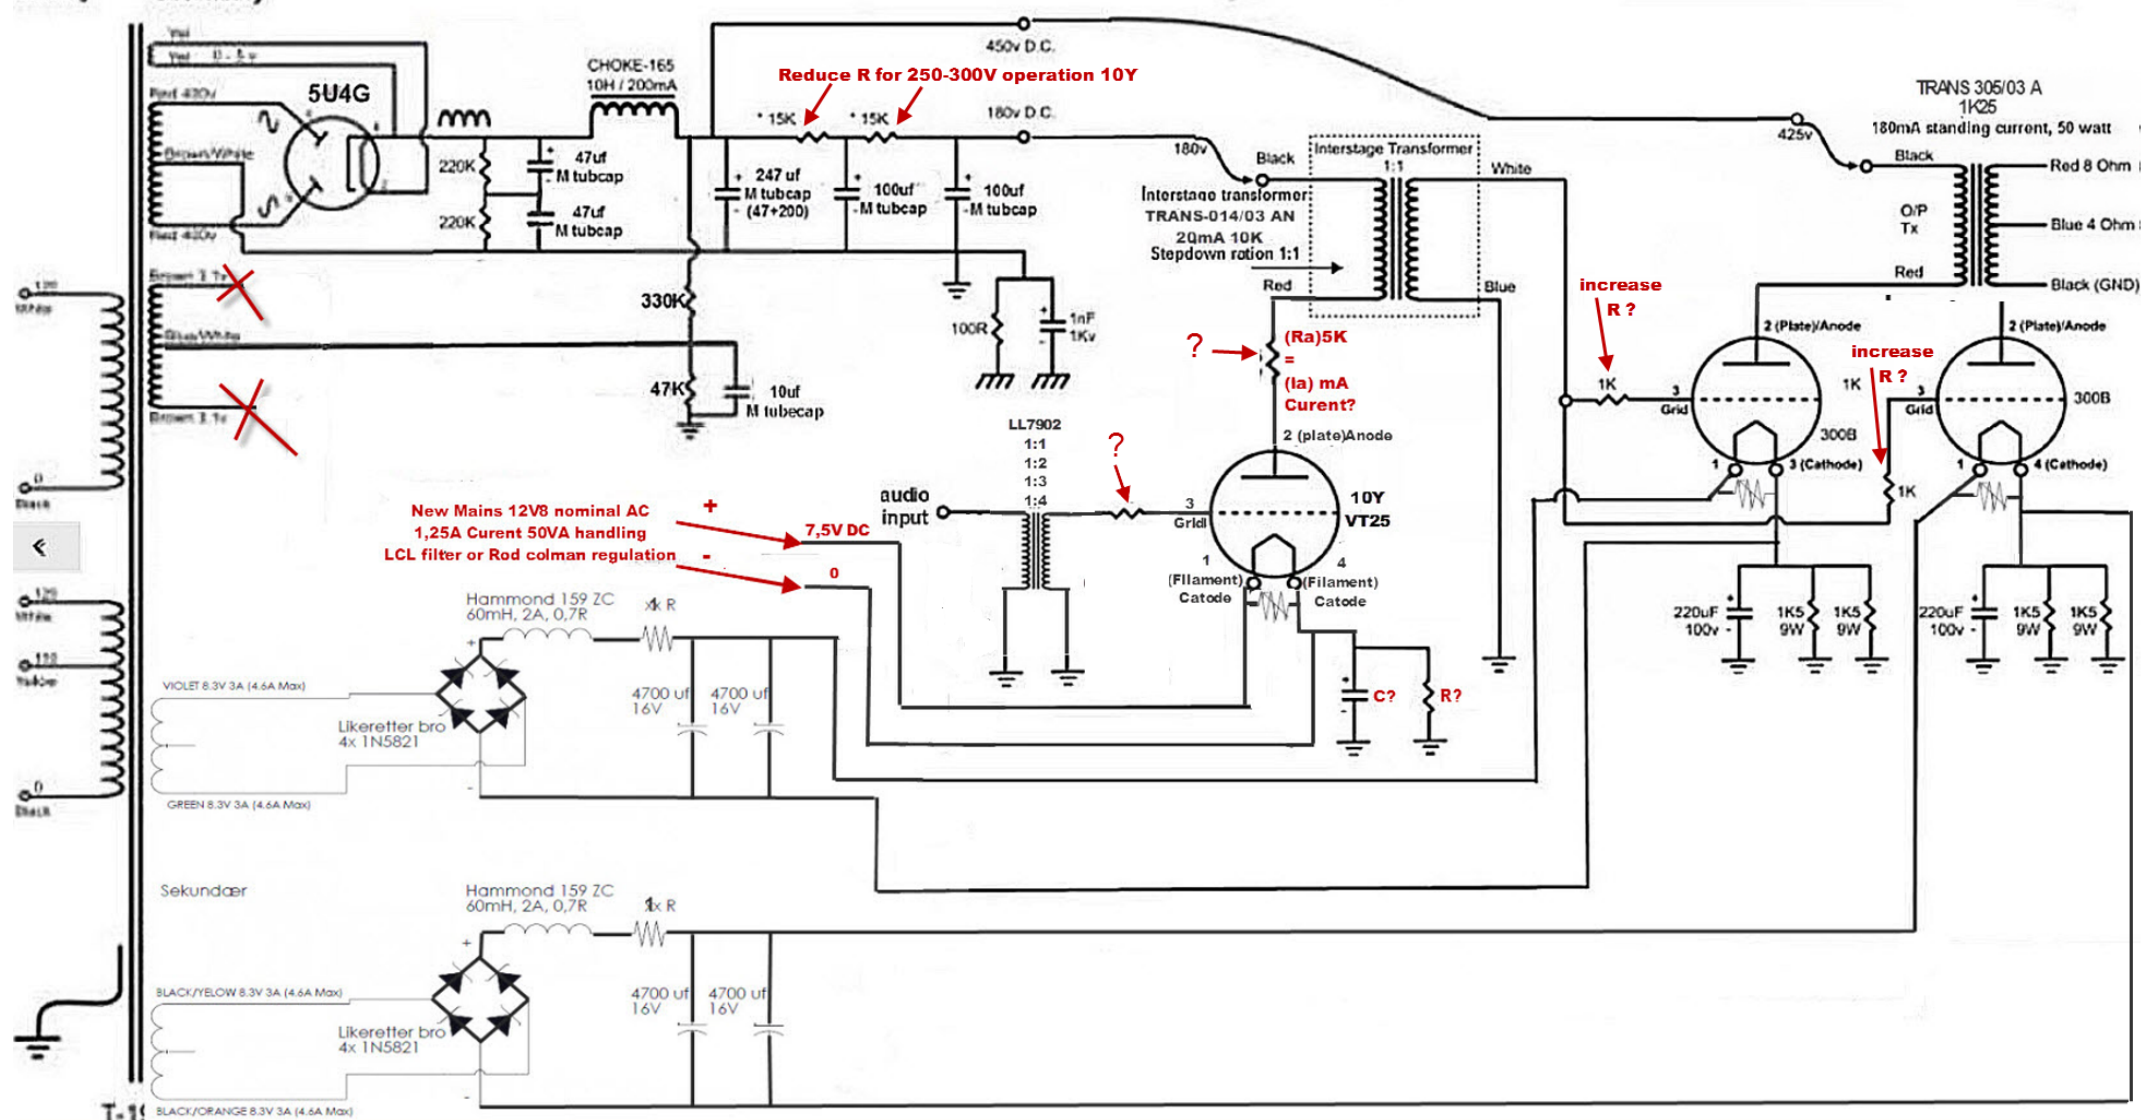 5U4G
CHOKE-165
10H / 200mA
220K
220K
47uf
M tubcap
47uf
M tubcap
450v D.C.
Reduce R for 250-300V operation 10Y
* 15K
* 15K
180v D.C.
247 uf
M tubcap
(47+200)
100uf
M tubcap
100uf
M tubcap
330K
47K
10uf
M tubecap
100R
1nF
1Kv
180v
Black
Interstage Transformer
1:1
White
Interstage transformer
TRANS-014/03 AN
20mA 10K
Stepdown ration 1:1
Red
Blue
425v
TRANS 305/03 A
1K25
180mA standing current, 50 watt
Black
Red 8 Ohm
O/P
Tx
Blue 4 Ohm
Red
Black (GND)
increase
R ?
increase
R ?
2 (Plate)/Anode
2 (Plate)/Anode
1K
1K
3
Grid
3
Grid
300B
300B
1
3 (Cathode)
1
4 (Cathode)
1K
?
(Ra)5K
=
(Ia) mA
Curent?
2 (plate)Anode
LL7902
1:1
1:2
1:3
1:4
?
audio
input
3
Grid
10Y
VT25
1
(Filament)
Catode
4
(Filament)
Catode
New Mains 12V8 nominal AC
1,25A Curent 50VA handling
LCL filter or Rod colman regulation
+
-
7,5V DC
0
C?
R?
220uF
100v
1K5
9W
1K5
9W
220uF
100v
1K5
9W
1K5
9W
Hammond 159 ZC
60mH, 2A, 0,7R
VIOLET 8.3V 3A (4.6A Max)
Likeretter bro
4x 1N5821
4700 uf
16V
4700 uf
16V
GREEN 8.3V 3A (4.6A Max)
Sekundær
Hammond 159 ZC
60mH, 2A, 0,7R
BLACK/YELOW 8.3V 3A (4.6A Max)
Likeretter bro
4x 1N5821
4700 uf
16V
4700 uf
16V
BLACK/ORANGE 8.3V 3A (4.6A Max)